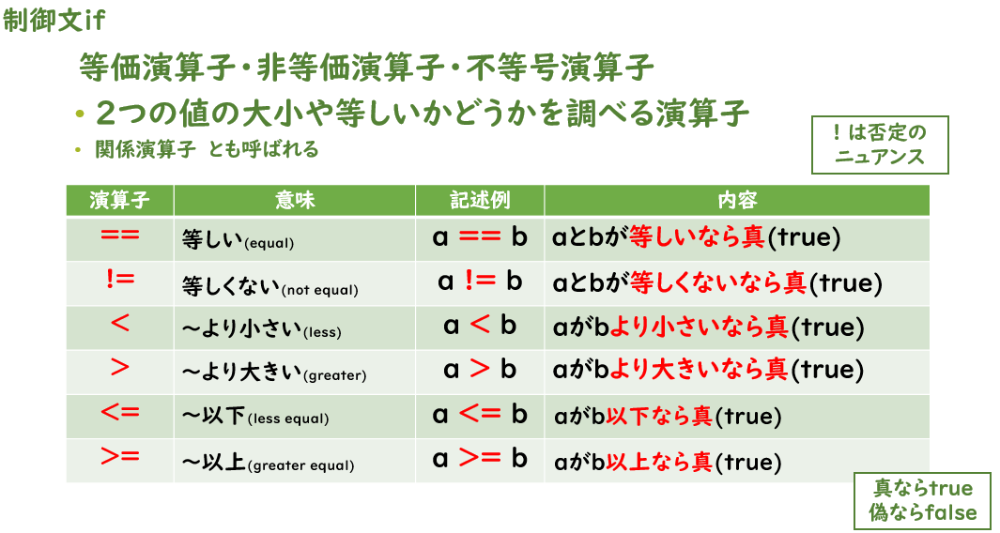 制御文if
等価演算子・非等価演算子・不等号演算子
• 2つの値の大小や等しいかどうかを調べる演算子
• 関係演算子 とも呼ばれる
! は否定の
ニュアンス
演算子 意味 記述例 内容
== 等しい(equal) a == b aとbが等しいなら真(true)
!= 等しくない(not equal) a != b aとbが等しくないなら真(true)
< ～より小さい(less) a < b aがbより小さいなら真(true)
> ～より大きい(greater) a > b aがbより大きいなら真(true)
<= ～以下(less equal) a <= b aがb以下なら真(true)
>= ～以上(greater equal) a >= b aがb以上なら真(true)
真ならtrue
偽ならfalse